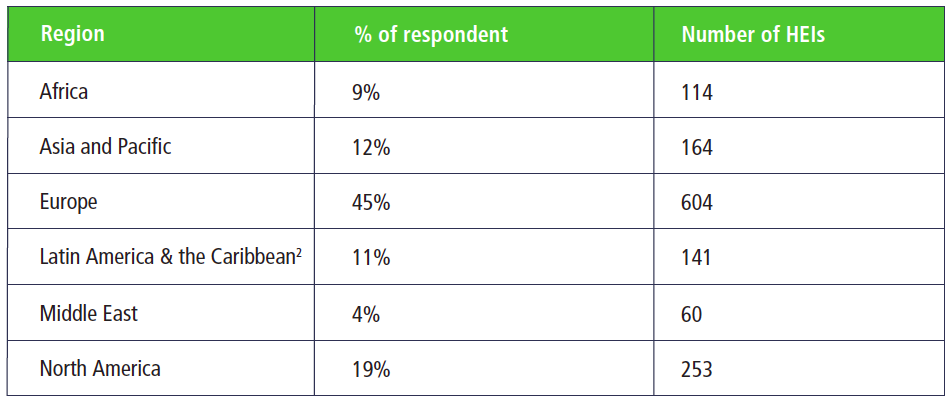 Region % of respondent Number of HEIs
Africa 9% 114
Asia and Pacific 12% 164
Europe 45% 604
Latin America & the Caribbean² 11% 141
Middle East 4% 60
North America 19% 253